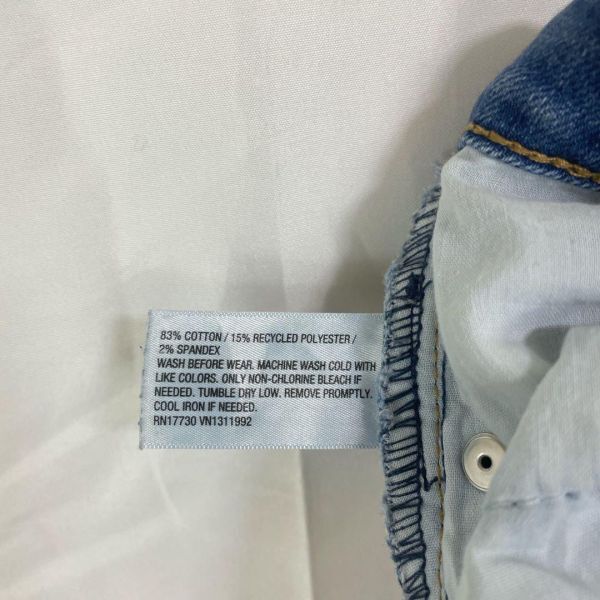 83% COTTON / 15% RECYCLED POLYESTER /
2% SPANDEX
WASH BEFORE WEAR. MACHINE WASH COLD WITH
LIKE COLORS. ONLY NON-CHLORINE BLEACH IF
NEEDED. TUMBLE DRY LOW. REMOVE PROMPTLY.
COOL IRON IF NEEDED.
RN17730 VN1311992